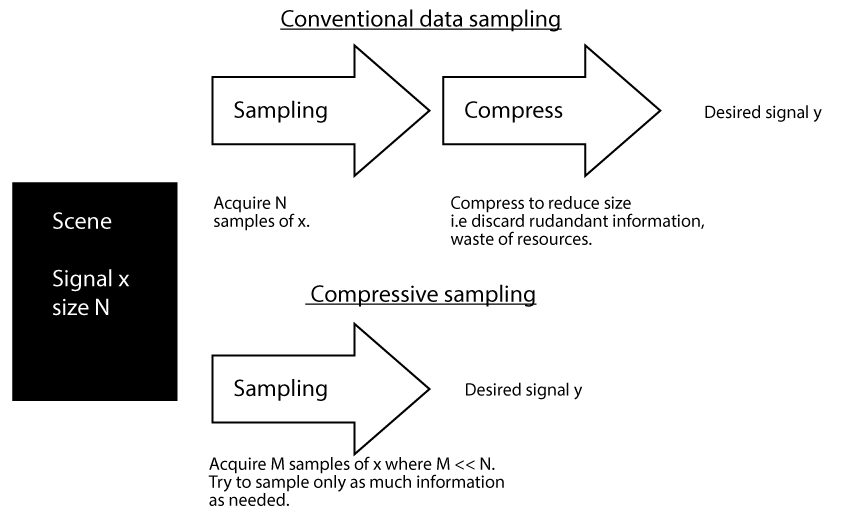 Conventional data sampling
Sampling
Compress
Desired signal y
Acquire N
samples of x.
Compress to reduce size
i.e discard rudandant information,
waste of resources.
Scene
Signal x
size N
Compressive sampling
Sampling
Desired signal y
Acquire M samples of x where M << N.
Try to sample only as much information
as needed.